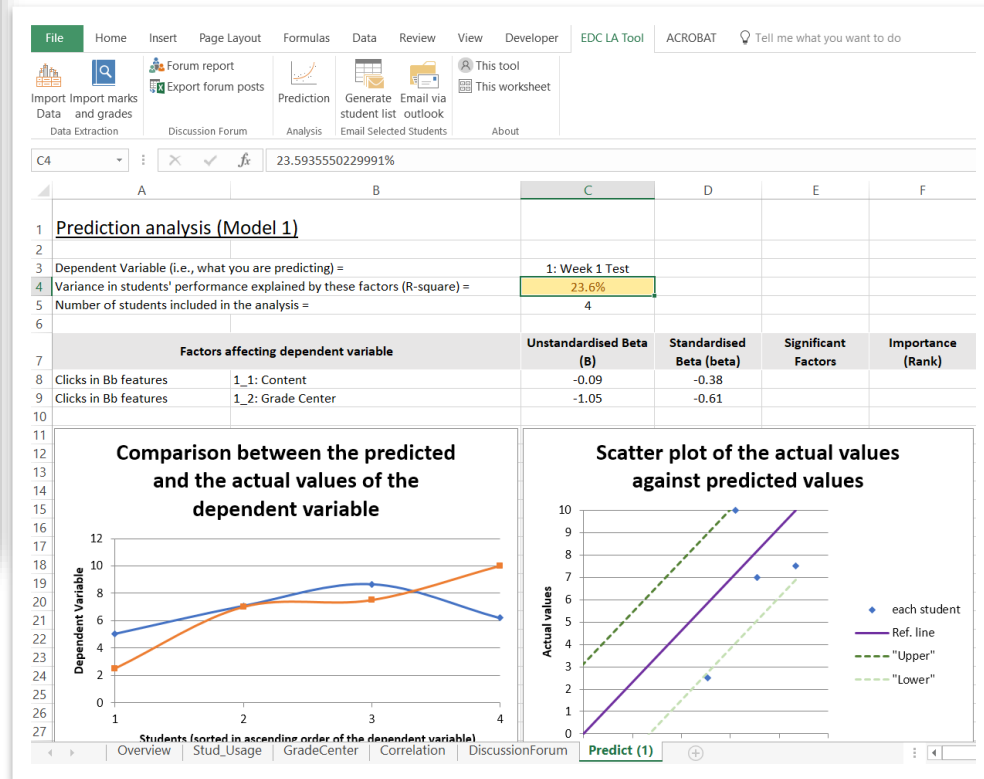 File Home Insert Page Layout Formulas Data Review View Developer EDC LA Tool ACROBAT Tell me what you want to do
Import Data
Import marks and grades
Data Extraction
Forum report
Export forum posts
Discussion Forum
Prediction
Analysis
Generate student list
Email via outlook
Email Selected Students
This tool
This worksheet
About
C4 fx 23.5935550229991%
A B C D E F
1 Prediction analysis (Model 1)
2
3 Dependent Variable (i.e., what you are predicting) = 1: Week 1 Test
4 Variance in students' performance explained by these factors (R-square) = 23.6%
5 Number of students included in the analysis = 4
6
7 Factors affecting dependent variable Unstandardised Beta (B) Standardised Beta (beta) Significant Factors Importance (Rank)
8 Clicks in Bb features 1_1: Content -0.09 -0.38
9 Clicks in Bb features 1_2: Grade Center -1.05 -0.61
10
11
12
13
14
15
16
17
18
19
20
21
22
23
24
25
26
27
Comparison between the predicted
and the actual values of the
dependent variable
Dependent Variable
12
10
8
6
4
2
0
1 2 3 4
Students (sorted in ascending order of the dependent variable)
Scatter plot of the actual values
against predicted values
Actual values
10
9
8
7
6
5
4
3
2
1
0
each student
Ref. line
"Upper"
"Lower"
Overview Stud_Usage GradeCenter Correlation DiscussionForum Predict (1)